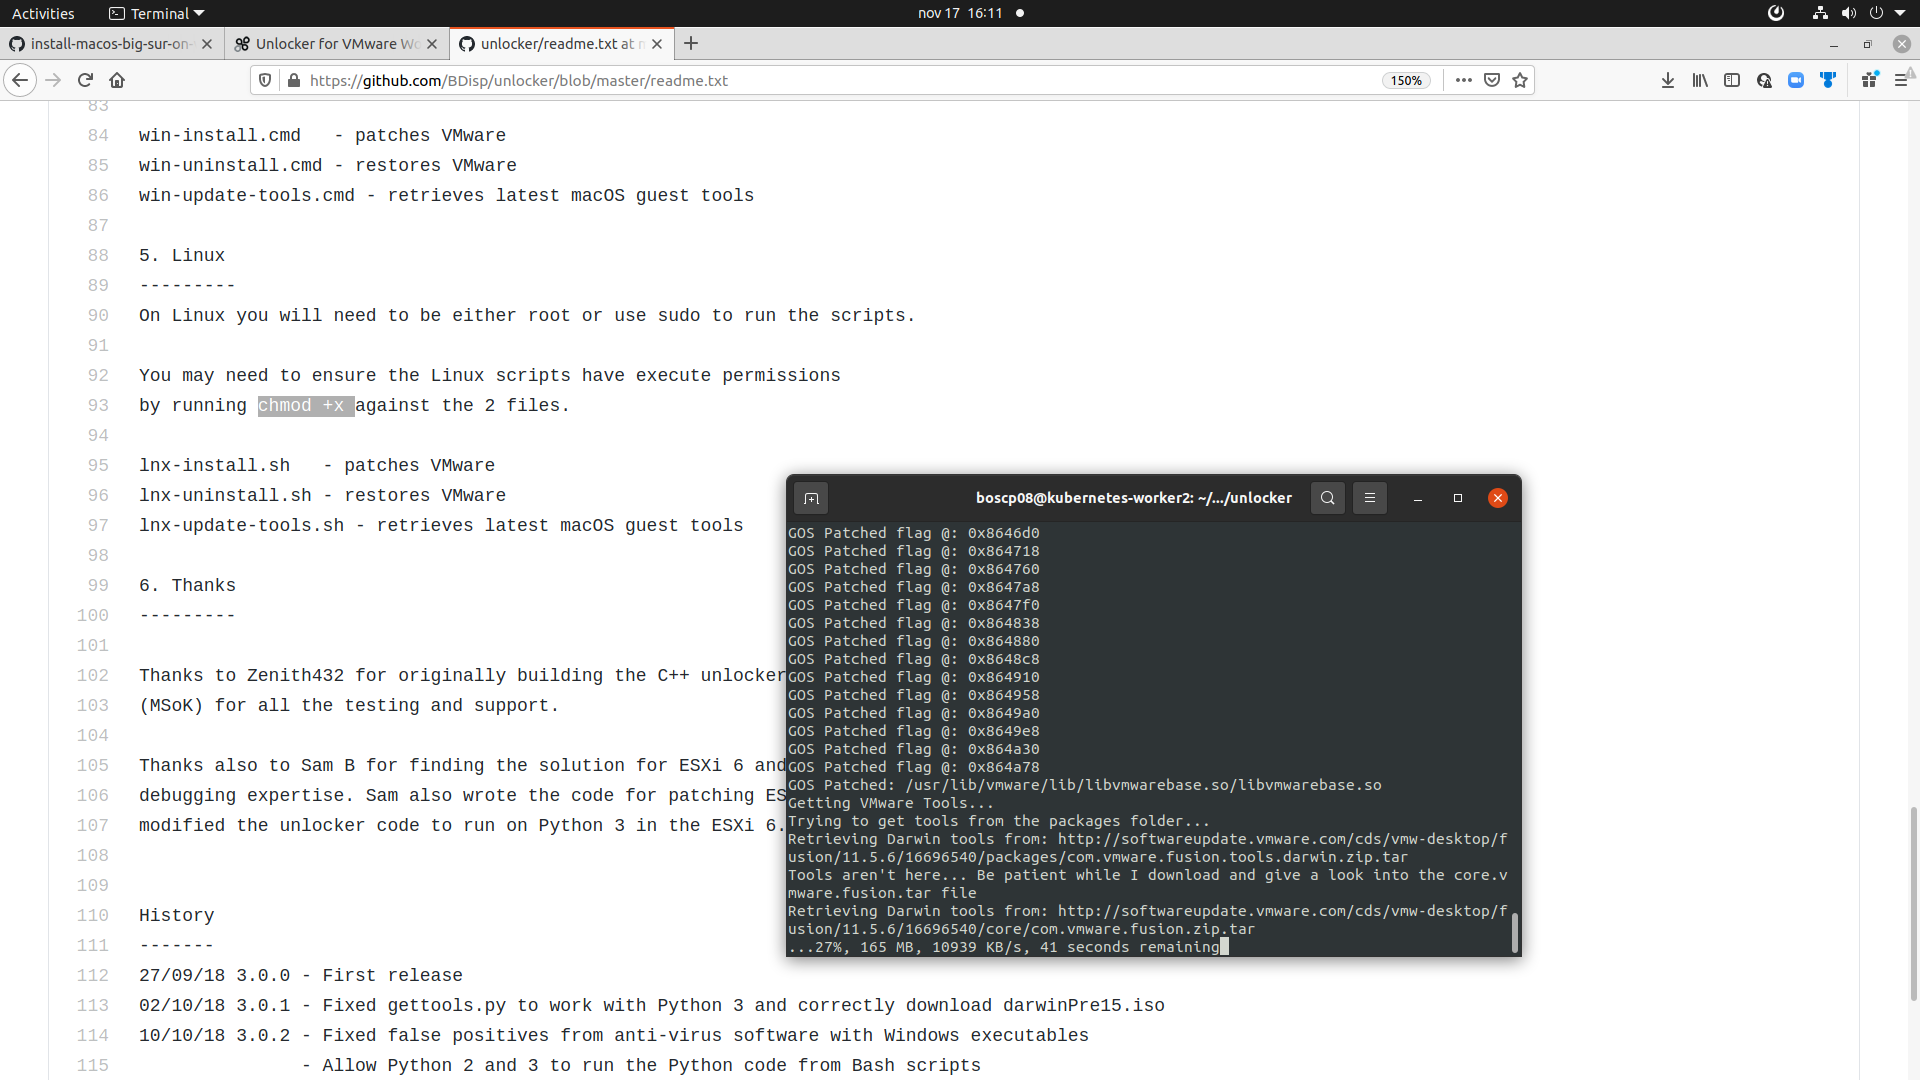 Activities
Terminal
nov 17 16:11
install-macos-big-sur-on-
Unlocker for VMware Wo
unlocker/readme.txt at m
https://github.com/BDisp/unlocker/blob/master/readme.txt
150%
83
84 win-install.cmd   - patches VMware
85 win-uninstall.cmd - restores VMware
86 win-update-tools.cmd - retrieves latest macOS guest tools
87
88 5. Linux
89 ---------
90 On Linux you will need to be either root or use sudo to run the scripts.
91
92 You may need to ensure the Linux scripts have execute permissions
93 by running chmod +x against the 2 files.
94
95 lnx-install.sh   - patches VMware
96 lnx-uninstall.sh - restores VMware
97 lnx-update-tools.sh - retrieves latest macOS guest tools
98
99 6. Thanks
100 ---------
101
102 Thanks to Zenith432 for originally building the C++ unlocker
103 (MSoK) for all the testing and support.
104
105 Thanks also to Sam B for finding the solution for ESXi 6 and
106 debugging expertise. Sam also wrote the code for patching ES
107 modified the unlocker code to run on Python 3 in the ESXi 6.
108
109
110 History
111 -------
112 27/09/18 3.0.0 - First release
113 02/10/18 3.0.1 - Fixed gettools.py to work with Python 3 and correctly download darwinPre15.iso
114 10/10/18 3.0.2 - Fixed false positives from anti-virus software with Windows executables
115 - Allow Python 2 and 3 to run the Python code from Bash scripts
boscp08@kubernetes-worker2: ~/.../unlocker
GOS Patched flag @: 0x8646d0
GOS Patched flag @: 0x864718
GOS Patched flag @: 0x864760
GOS Patched flag @: 0x8647a8
GOS Patched flag @: 0x8647f0
GOS Patched flag @: 0x864838
GOS Patched flag @: 0x864880
GOS Patched flag @: 0x8648c8
GOS Patched flag @: 0x864910
GOS Patched flag @: 0x864958
GOS Patched flag @: 0x8649a0
GOS Patched flag @: 0x8649e8
GOS Patched flag @: 0x864a30
GOS Patched flag @: 0x864a78
GOS Patched: /usr/lib/vmware/lib/libvmwarebase.so/libvmwarebase.so
Getting VMware Tools...
Trying to get tools from the packages folder...
Retrieving Darwin tools from: http://softwareupdate.vmware.com/cds/vmw-desktop/f
usion/11.5.6/16696540/packages/com.vmware.fusion.tools.darwin.zip.tar
Tools aren't here... Be patient while I download and give a look into the core.v
mware.fusion.tar file
Retrieving Darwin tools from: http://softwareupdate.vmware.com/cds/vmw-desktop/f
usion/11.5.6/16696540/core/com.vmware.fusion.zip.tar
...27%, 165 MB, 10939 KB/s, 41 seconds remaining